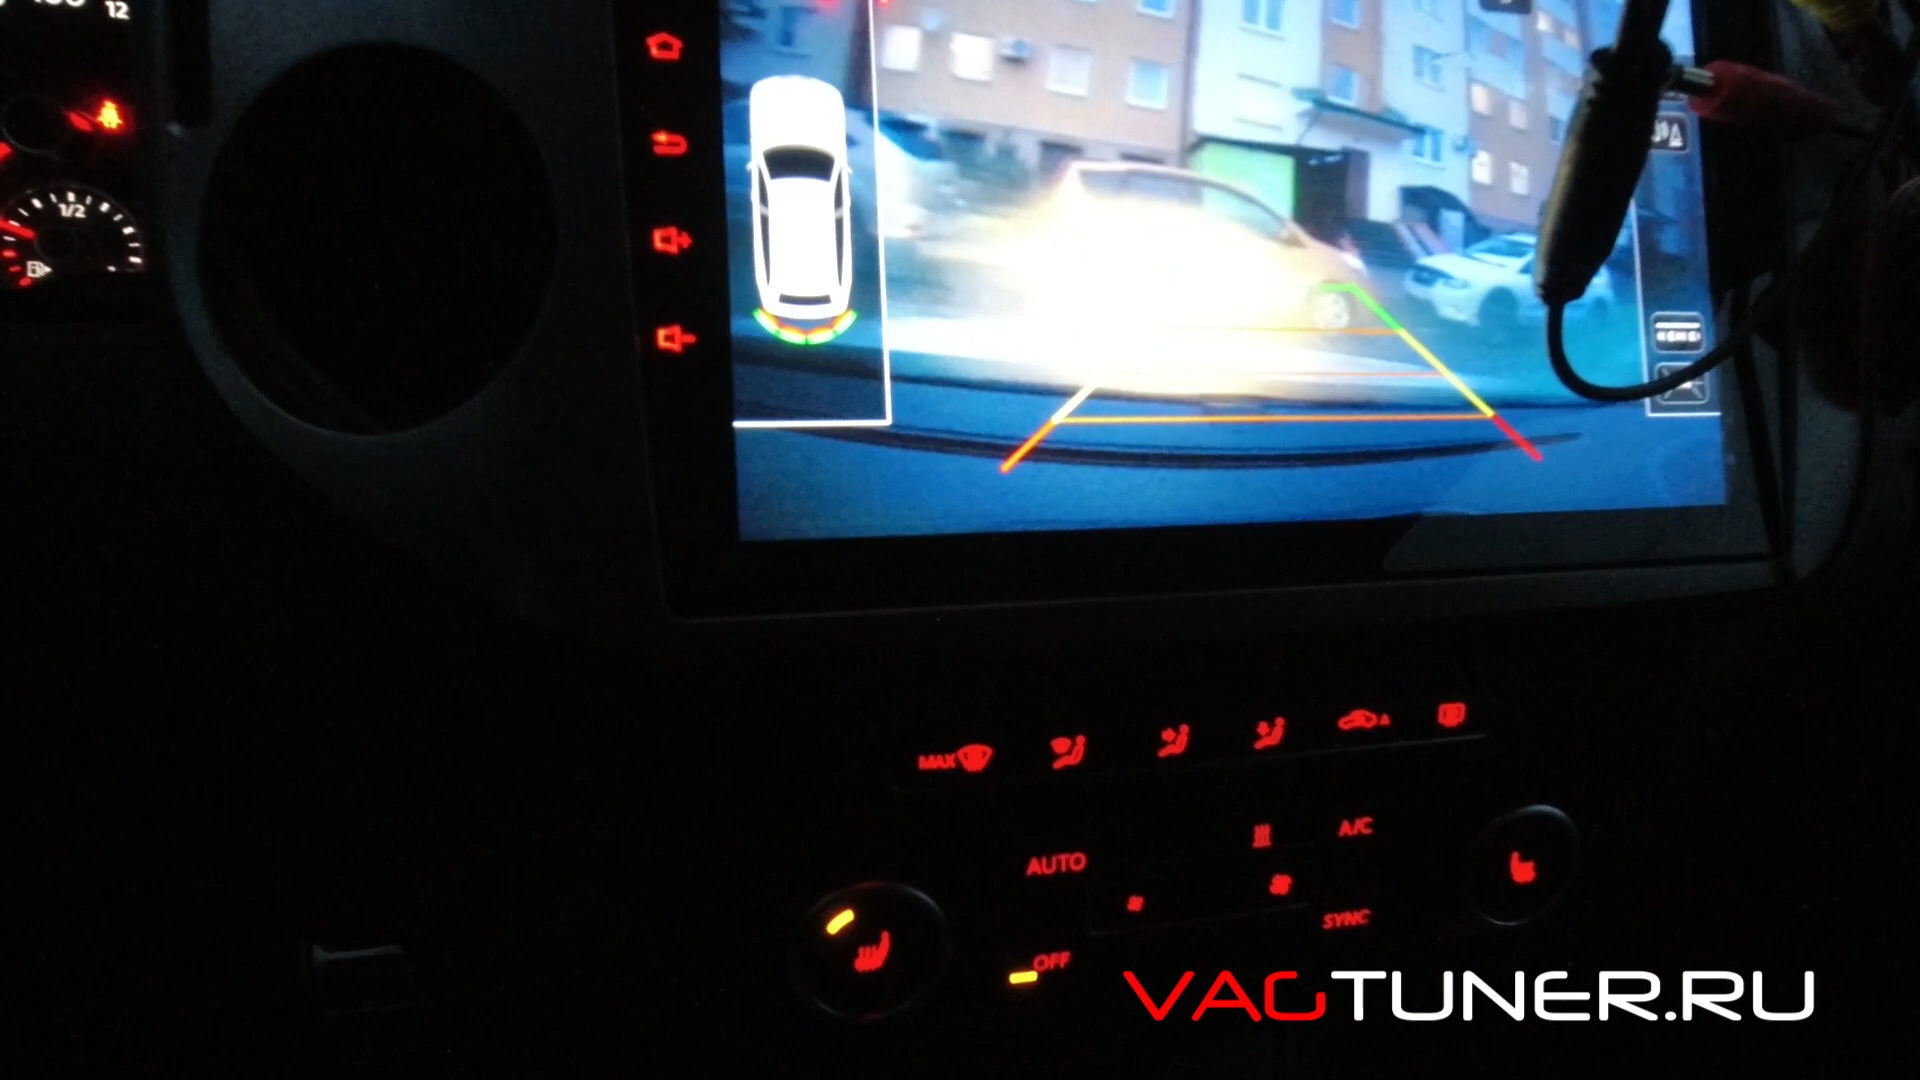 12
1/2
MAX
A/C
AUTO
SYNC
OFF
VAGTUNER.RU